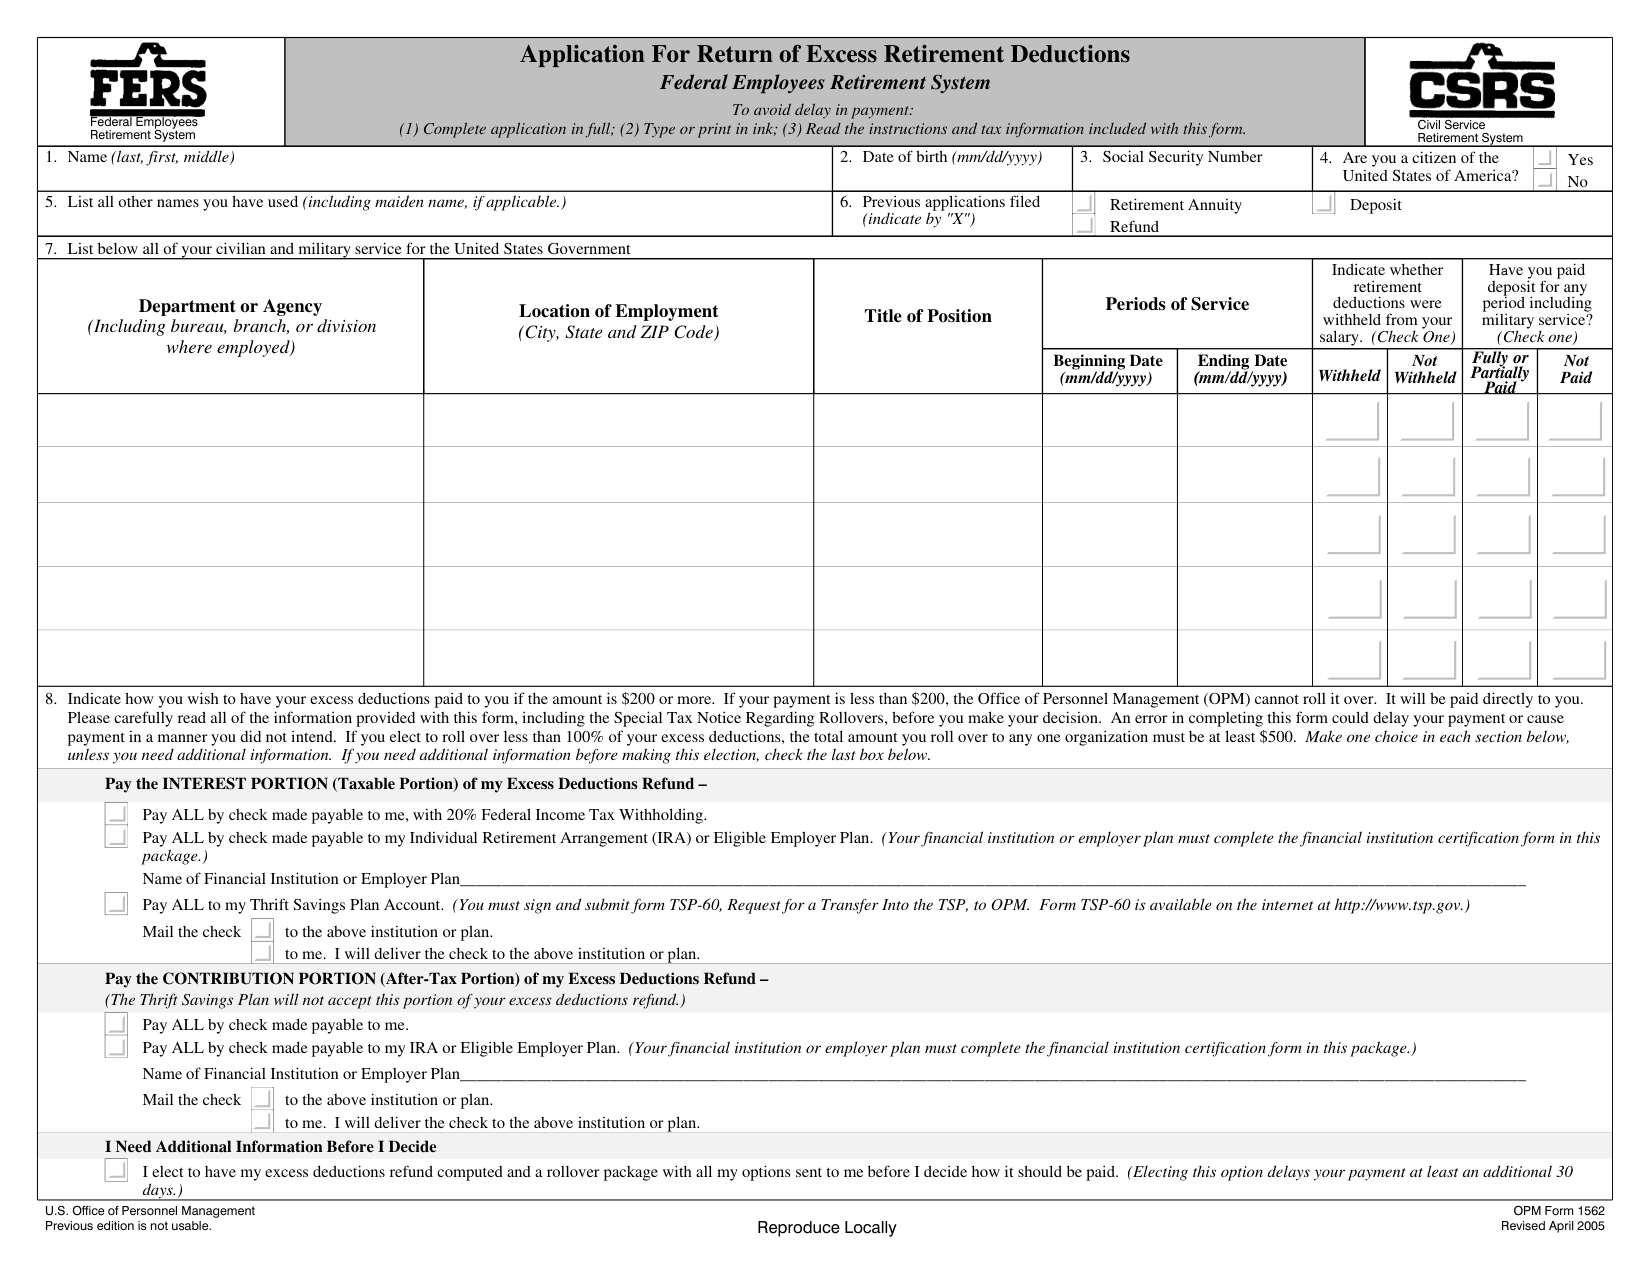 FERS
Federal Employees
Retirement System
Application For Return of Excess Retirement Deductions
Federal Employees Retirement System
To avoid delay in payment:
(1) Complete application in full; (2) Type or print in ink; (3) Read the instructions and tax information included with this form.
CSRS
Civil Service
Retirement System
1. Name (last, first, middle)
2. Date of birth (mm/dd/yyyy)
3. Social Security Number
4. Are you a citizen of the
United States of America?
Yes
No
5. List all other names you have used (including maiden name, if applicable.)
6. Previous applications filed
(indicate by "X")
Retirement Annuity
Refund
Deposit
7. List below all of your civilian and military service for the United States Government
Department or Agency
(Including bureau, branch, or division
where employed)
Location of Employment
(City, State and ZIP Code)
Title of Position
Periods of Service
Beginning Date
(mm/dd/yyyy)
Ending Date
(mm/dd/yyyy)
Indicate whether
retirement
deductions were
withheld from your
salary. (Check One)
Withheld
Not
Withheld
Have you paid
deposit for any
period including
military service?
(Check one)
Fully or
Partially
Paid
Not
Paid
8. Indicate how you wish to have your excess deductions paid to you if the amount is $200 or more. If your payment is less than $200, the Office of Personnel Management (OPM) cannot roll it over. It will be paid directly to you.
Please carefully read all of the information provided with this form, including the Special Tax Notice Regarding Rollovers, before you make your decision. An error in completing this form could delay your payment or cause
payment in a manner you did not intend. If you elect to roll over less than 100% of your excess deductions, the total amount you roll over to any one organization must be at least $500. Make one choice in each section below,
unless you need additional information. If you need additional information before making this election, check the last box below.
Pay the INTEREST PORTION (Taxable Portion) of my Excess Deductions Refund –
Pay ALL by check made payable to me, with 20% Federal Income Tax Withholding.
Pay ALL by check made payable to my Individual Retirement Arrangement (IRA) or Eligible Employer Plan. (Your financial institution or employer plan must complete the financial institution certification form in this
package.)
Name of Financial Institution or Employer Plan
Pay ALL to my Thrift Savings Plan Account. (You must sign and submit form TSP-60, Request for a Transfer Into the TSP, to OPM. Form TSP-60 is available on the internet at http://www.tsp.gov.)
Mail the check to the above institution or plan.
to me. I will deliver the check to the above institution or plan.
Pay the CONTRIBUTION PORTION (After-Tax Portion) of my Excess Deductions Refund –
(The Thrift Savings Plan will not accept this portion of your excess deductions refund.)
Pay ALL by check made payable to me.
Pay ALL by check made payable to my IRA or Eligible Employer Plan. (Your financial institution or employer plan must complete the financial institution certification form in this package.)
Name of Financial Institution or Employer Plan
Mail the check to the above institution or plan.
to me. I will deliver the check to the above institution or plan.
I Need Additional Information Before I Decide
I elect to have my excess deductions refund computed and a rollover package with all my options sent to me before I decide how it should be paid. (Electing this option delays your payment at least an additional 30
days.)
U.S. Office of Personnel Management
Previous edition is not usable.
Reproduce Locally
OPM Form 1562
Revised April 2005